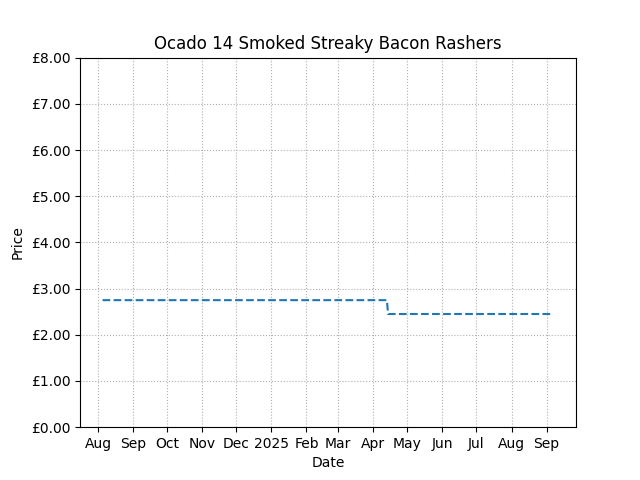 Ocado 14 Smoked Streaky Bacon Rashers
£8.00
£7.00
£6.00
£5.00
£4.00
£3.00
£2.00
£1.00
£0.00
Price
Aug Sep Oct Nov Dec 2025 Feb Mar Apr May Jun Jul Aug Sep
Date